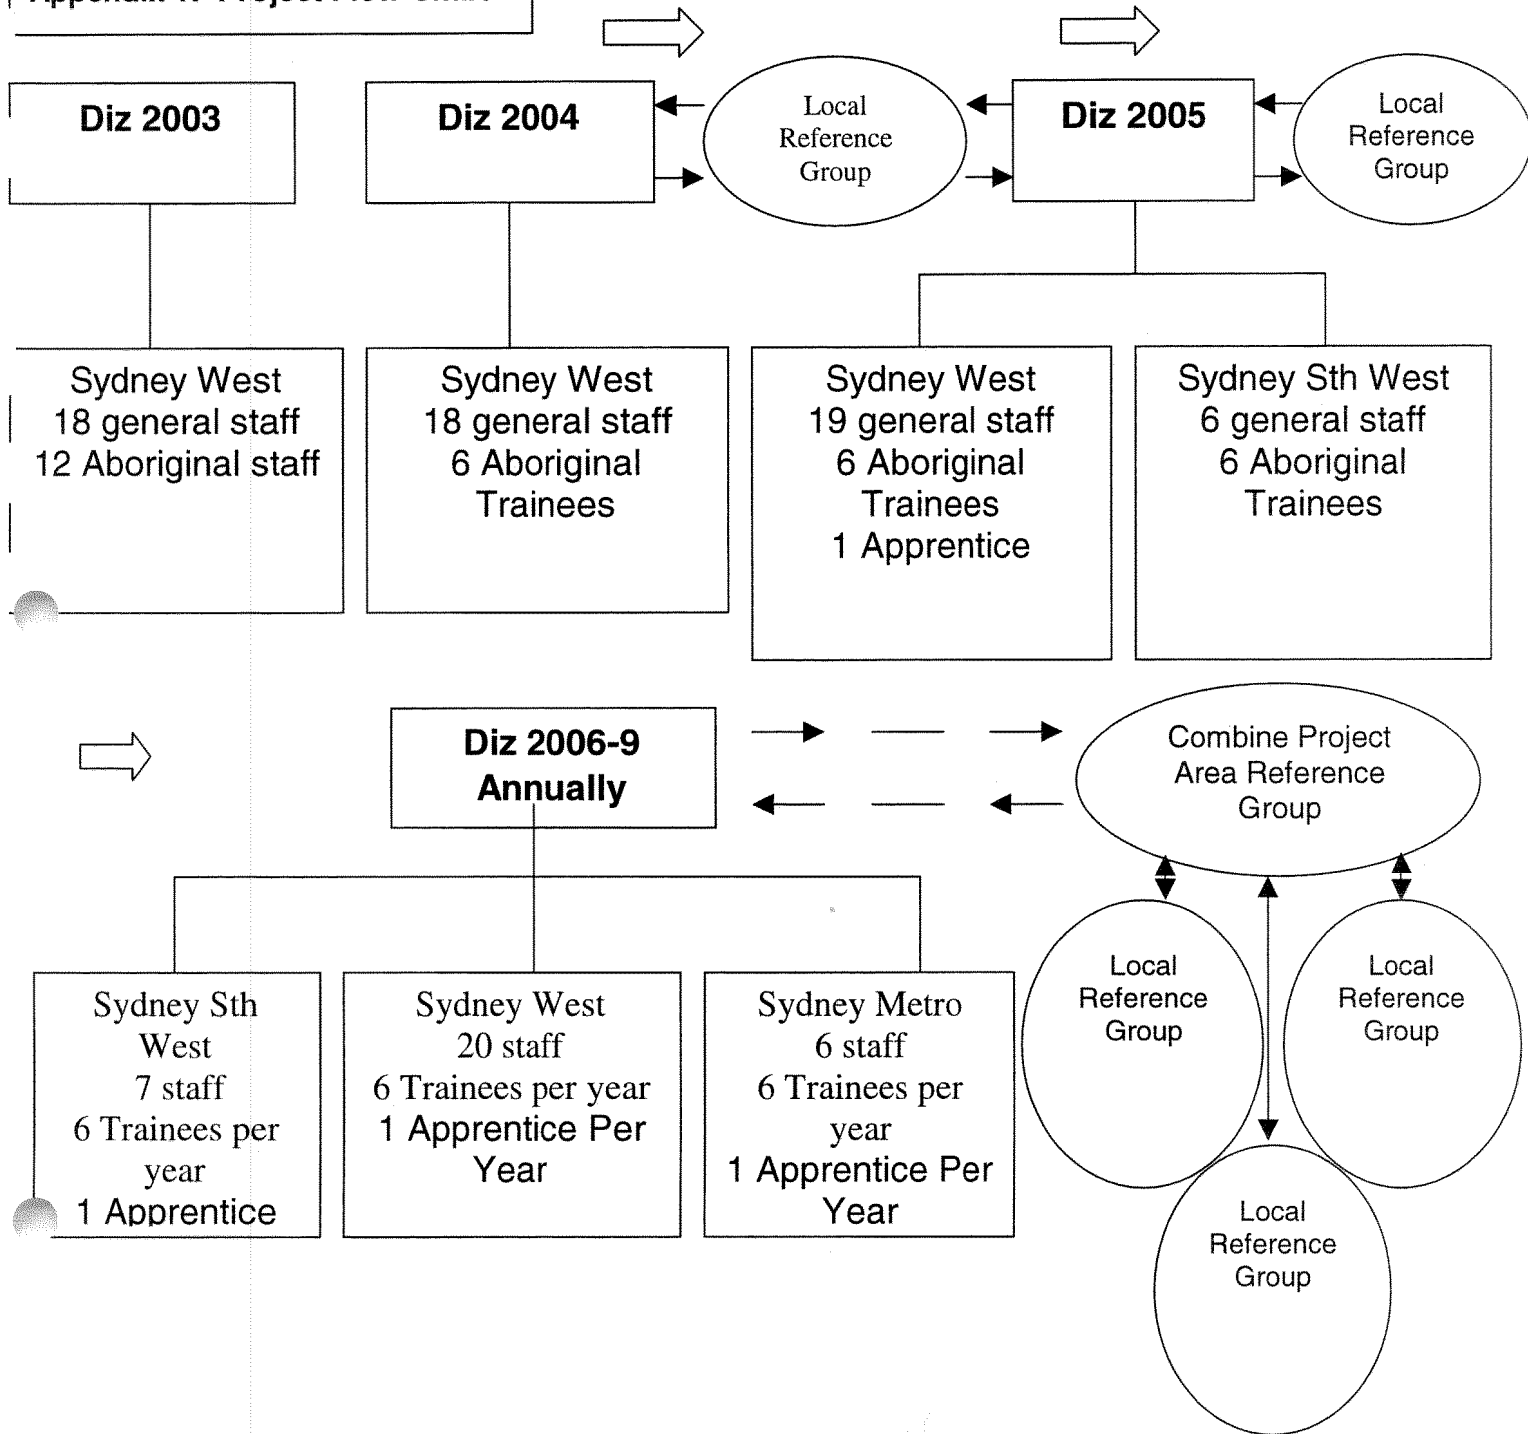 Diz 2003
Diz 2004
Local
Reference
Group
Diz 2005
Local
Reference
Group
Sydney West
18 general staff
12 Aboriginal staff
Sydney West
18 general staff
6 Aboriginal
Trainees
Sydney West
19 general staff
6 Aboriginal
Trainees
1 Apprentice
Sydney Sth West
6 general staff
6 Aboriginal
Trainees
Diz 2006-9
Annually
Combine Project
Area Reference
Group
Sydney Sth
West
7 staff
6 Trainees per
year
1 Apprentice
Sydney West
20 staff
6 Trainees per year
1 Apprentice Per
Year
Sydney Metro
6 staff
6 Trainees per
year
1 Apprentice Per
Year
Local
Reference
Group
Local
Reference
Group
Local
Reference
Group